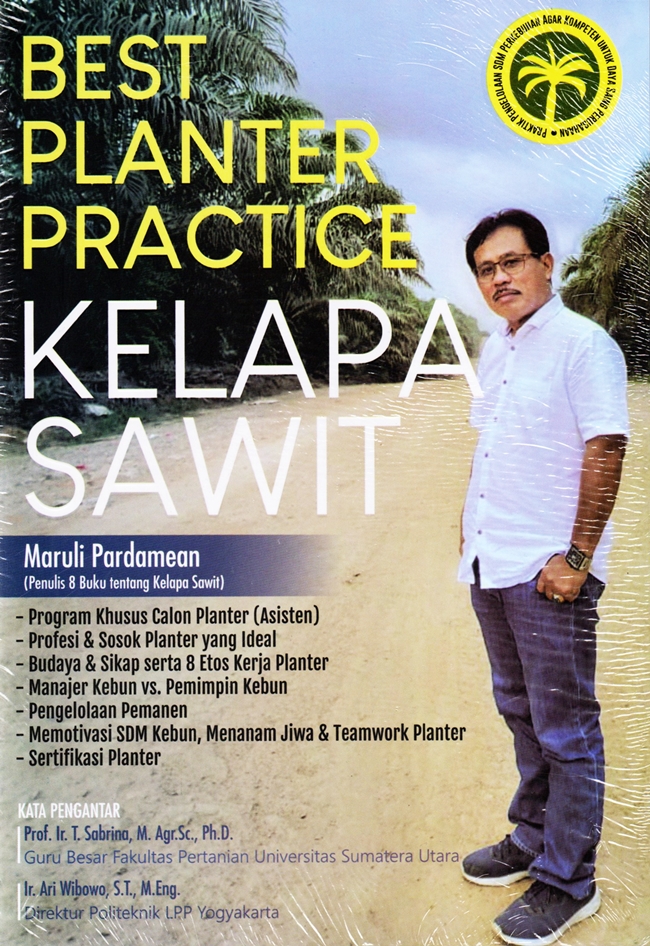 BEST
PLANTER
PRACTICE
KELAPA
SAWIT
PRAKTIK PENGELOLAAN SDM PERKEBUNAN AGAR KOMPETEN UNTUK DAYA SAING PERUSAHAAN
Maruli Pardamean
(Penulis 8 Buku tentang Kelapa Sawit)
- Program Khusus Calon Planter (Asisten)
- Profesi & Sosok Planter yang Ideal
- Budaya & Sikap serta 8 Etos Kerja Planter
- Manajer Kebun vs. Pemimpin Kebun
- Pengelolaan Pemanen
- Memotivasi SDM Kebun, Menanam Jiwa & Teamwork Planter
- Sertifikasi Planter
KATA PENGANTAR
Prof. Ir. T. Sabrina, M. Agr.Sc., Ph.D.
Guru Besar Fakultas Pertanian Universitas Sumatera Utara
Ir. Ari Wibowo, S.T., M.Eng.
Direktur Politeknik LPP Yogyakarta